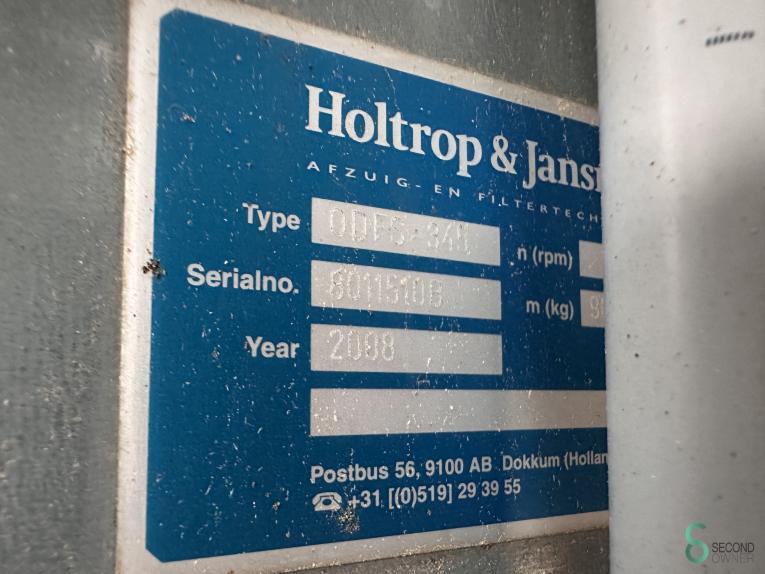 Holtrop & Jans
AFZUIG- EN FILTERTECH
Type n (rpm)
Serialno. m (kg)
Year 2008
Postbus 56, 9100 AB Dokkum (Hollan
+31 [(0)519] 29 39 55
SECOND
OWNER